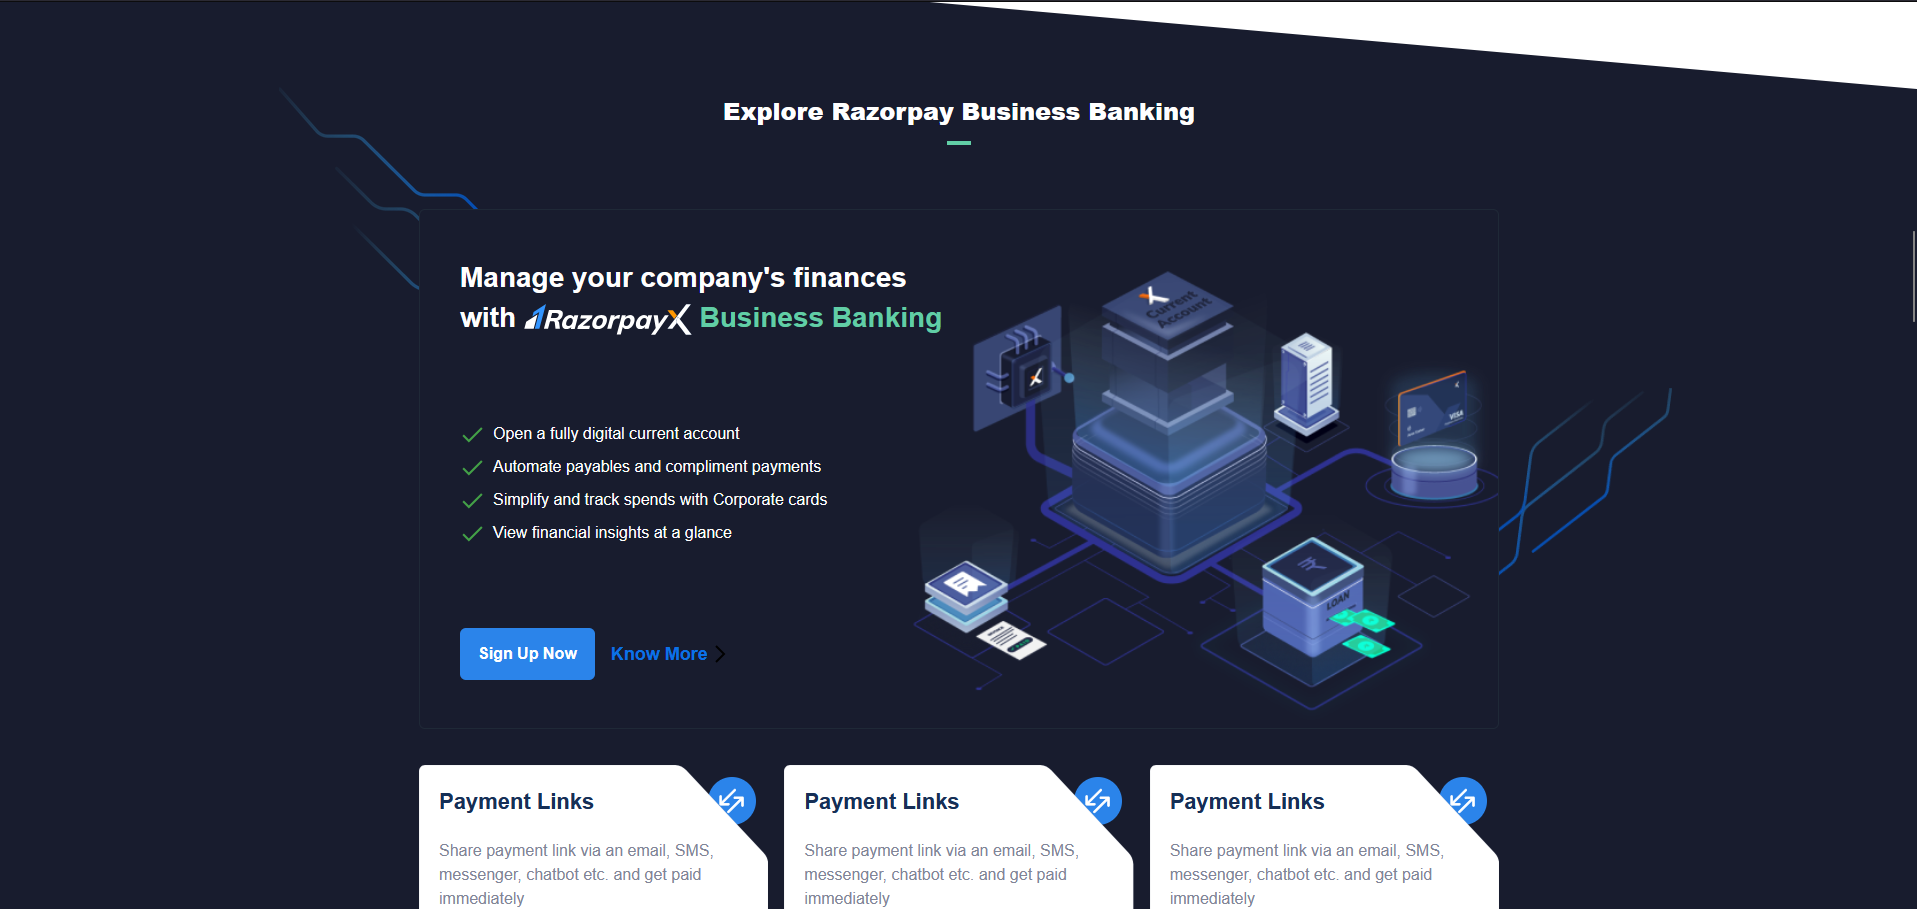 Explore Razorpay Business Banking
Manage your company's finances
with RazorpayX Business Banking
Current
Account
Open a fully digital current account
Automate payables and compliment payments
Simplify and track spends with Corporate cards
View financial insights at a glance
VISA
LOAN
Sign Up Now
Know More
Payment Links
Share payment link via an email, SMS,
messenger, chatbot etc. and get paid
immediately
Payment Links
Share payment link via an email, SMS,
messenger, chatbot etc. and get paid
immediately
Payment Links
Share payment link via an email, SMS,
messenger, chatbot etc. and get paid
immediately